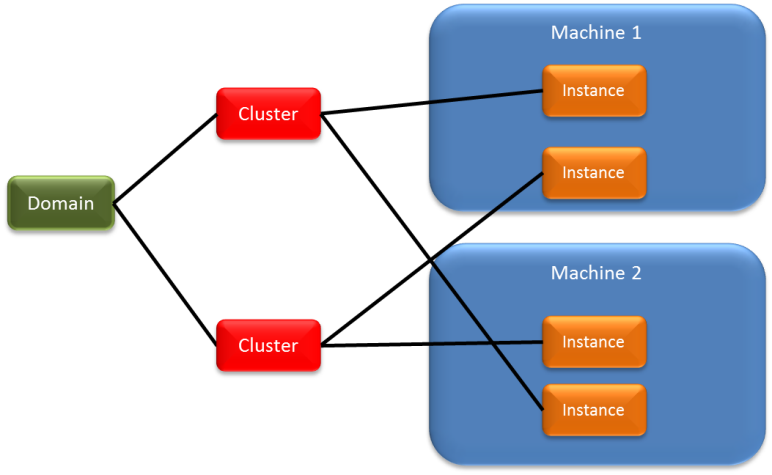 Machine 1
Instance
Cluster
Instance
Domain
Machine 2
Instance
Cluster
Instance